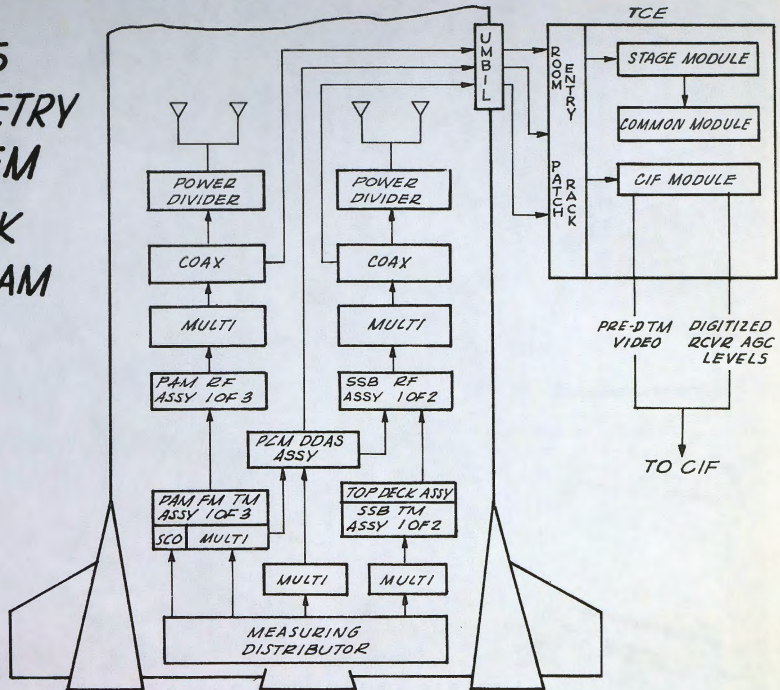 5
ETRY
EM
K
AM
UMBIL
TCE
ROOM ENTRY
PATCH RACK
STAGE MODULE
COMMON MODULE
CIF MODULE
PRE-DTM
VIDEO
DIGITIZED
RCVR AGC
LEVELS
TO CIF
POWER
DIVIDER
POWER
DIVIDER
COAX
COAX
MULTI
MULTI
PAM RF
ASSY 1 OF 3
SSB RF
ASSY 1 OF 2
PCM DDAS
ASSY
PAM FM TM
ASSY 1 OF 3
SCO
MULTI
TOP DECK ASSY
SSB TM
ASSY 1 OF 2
MULTI
MULTI
MEASURING
DISTRIBUTOR